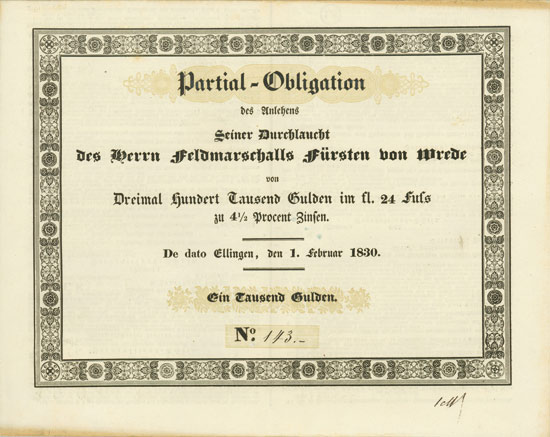 Partial-Obligation
des Anlehens
Seiner Durchlaucht
des Herrn Feldmarschalls Fürsten von Wrede
von
Dreimal Hundert Tausend Gulden im fl. 24 Fuſs
zu 4½ Procent Zinſen.
De dato Ellingen, den 1. Februar 1830.
Ein Tausend Gulden.
No. 143.-